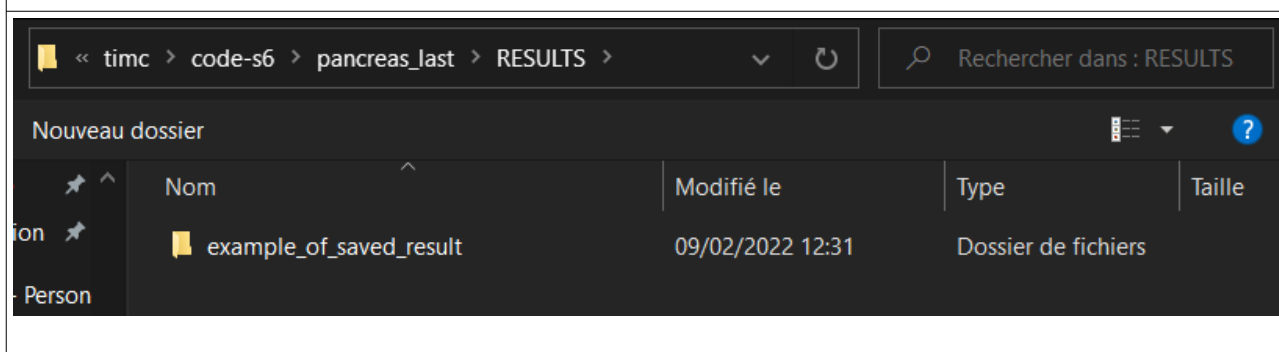 « timc > code-s6 > pancreas_last > RESULTS > Rechercher dans : RESULTS
Nouveau dossier ?
Nom Modifié le Type Taille
ion
example_of_saved_result 09/02/2022 12:31 Dossier de fichiers
- Person